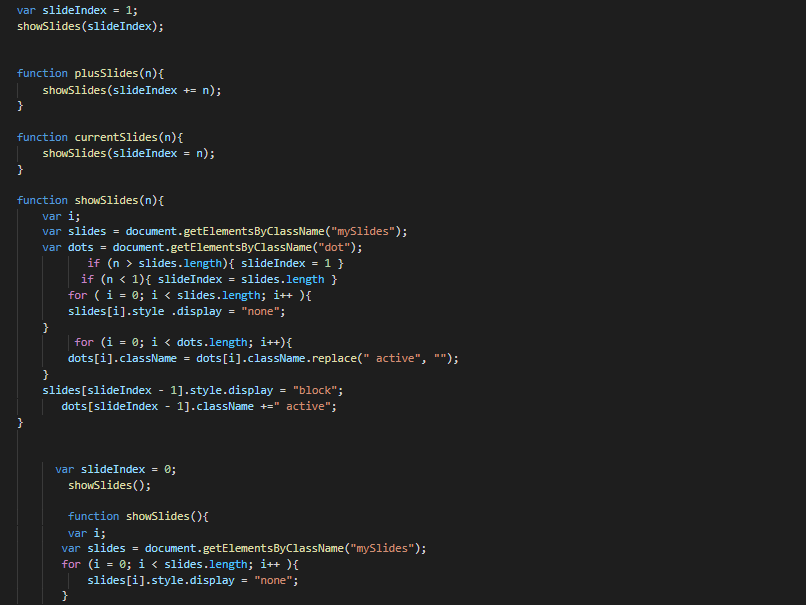 var slideIndex = 1;
showSlides(slideIndex);
function plusSlides(n){
showSlides(slideIndex += n);
}
function currentSlides(n){
showSlides(slideIndex = n);
}
function showSlides(n){
var i;
var slides = document.getElementsByClassName("mySlides");
var dots = document.getElementsByClassName("dot");
if (n > slides.length){ slideIndex = 1 }
if (n < 1){ slideIndex = slides.length }
for ( i = 0; i < slides.length; i++ ){
slides[i].style .display = "none";
}
for (i = 0; i < dots.length; i++){
dots[i].className = dots[i].className.replace(" active", "");
}
slides[slideIndex - 1].style.display = "block";
dots[slideIndex - 1].className +=" active";
}
var slideIndex = 0;
showSlides();
function showSlides(){
var i;
var slides = document.getElementsByClassName("mySlides");
for (i = 0; i < slides.length; i++ ){
slides[i].style.display = "none";
}